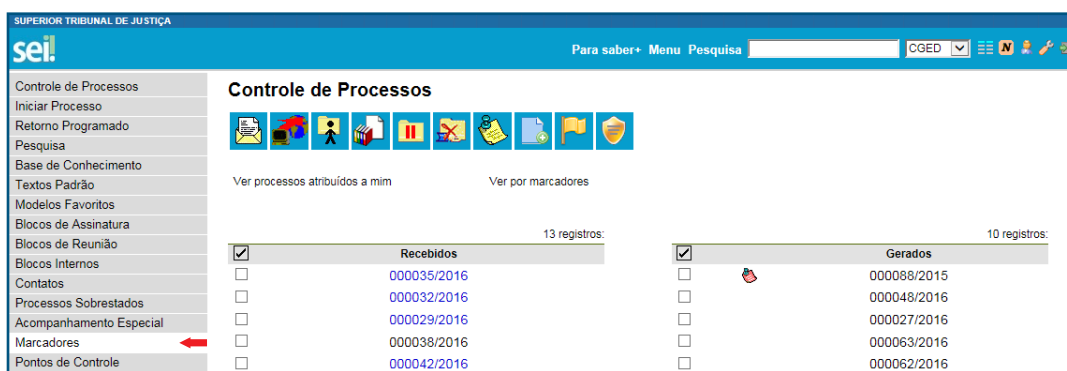 SUPERIOR TRIBUNAL DE JUSTIÇA
sei!
Para saber+ Menu Pesquisa
CGED
N
Controle de Processos
Iniciar Processo
Retorno Programado
Pesquisa
Base de Conhecimento
Textos Padrão
Modelos Favoritos
Blocos de Assinatura
Blocos de Reunião
Blocos Internos
Contatos
Processos Sobrestados
Acompanhamento Especial
Marcadores
Pontos de Controle
Controle de Processos
Ver processos atribuídos a mim
Ver por marcadores
13 registros:
Recebidos
000035/2016
000032/2016
000029/2016
000038/2016
000042/2016
10 registros:
Gerados
000088/2015
000048/2016
000027/2016
000063/2016
000062/2016